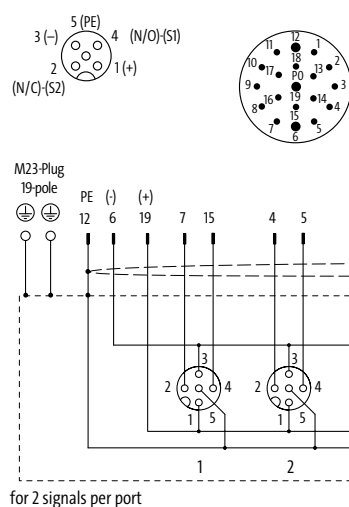 5 (PE)
3 (–)
4 (N/O)-(S1)
2
1 (+)
(N/C)-(S2)
12
11
1
18
10
2
17
13
P0
9
3
16
19
14
8
4
15
7
5
6
M23-Plug
19-pole
PE (-) (+)
12 6 19 7 15 4 5
3 3
2 4 2 4
1 5 1 5
1 2
for 2 signals per port